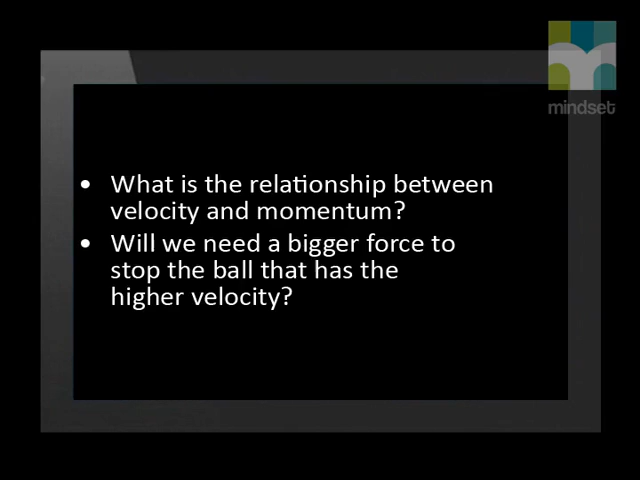 mindset
• What is the relationship between
velocity and momentum?
• Will we need a bigger force to
stop the ball that has the
higher velocity?